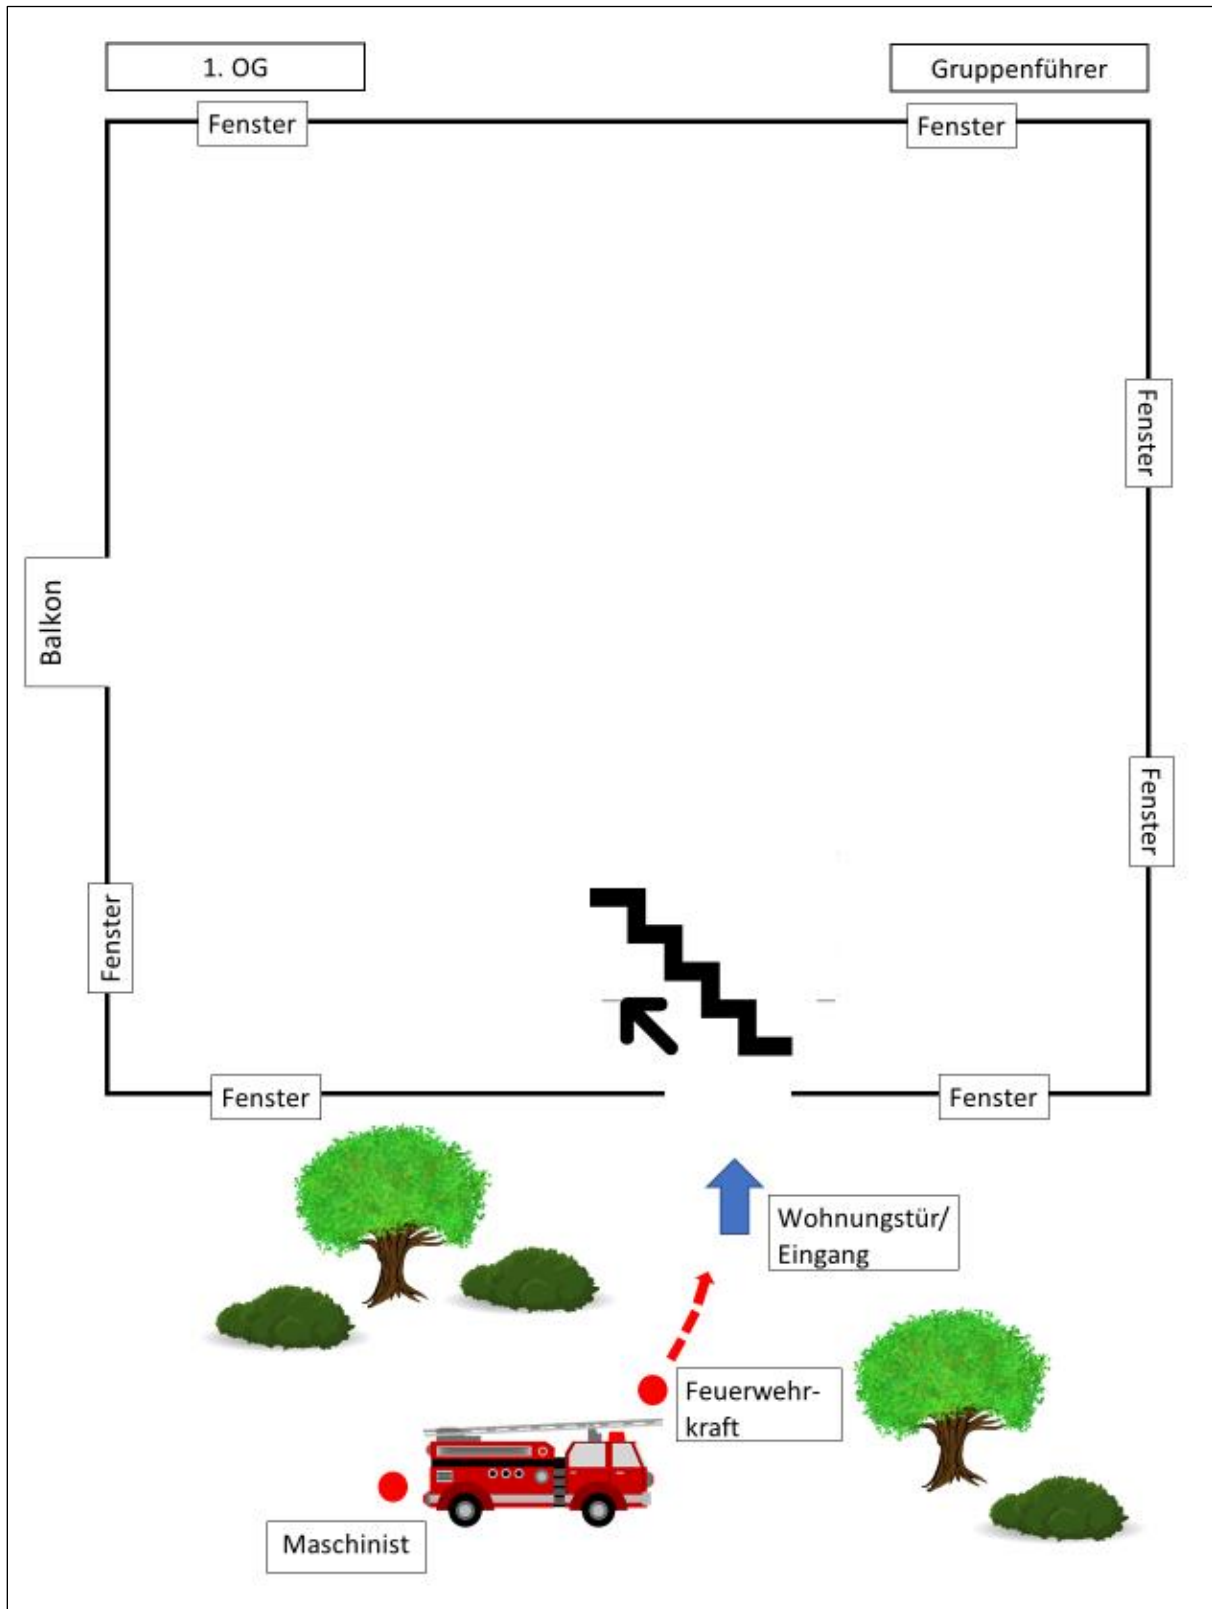 1. OG
Gruppenführer
Fenster
Fenster
Fenster
Balkon
Fenster
Fenster
Fenster
Fenster
Wohnungstür/
Eingang
Feuerwehr-
kraft
Maschinist